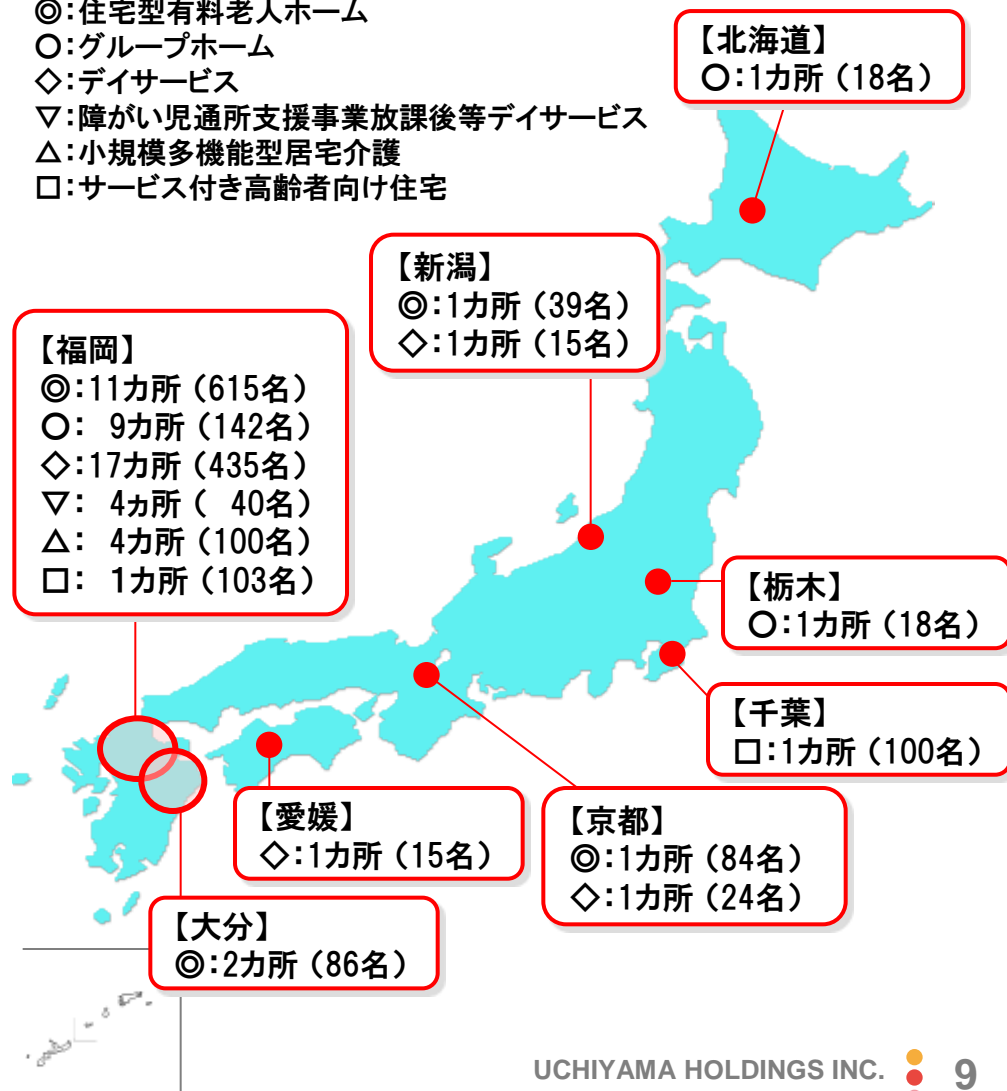 ◎:住宅型有料老人ホーム
○:グループホーム
◇:デイサービス
▽:障がい児通所支援事業放課後等デイサービス
△:小規模多機能型居宅介護
□:サービス付き高齢者向け住宅
【北海道】
○:1カ所（18名）
【新潟】
◎:1カ所（39名）
◇:1カ所（15名）
【福岡】
◎:11カ所（615名）
○: 9カ所（142名）
◇:17カ所（435名）
▽: 4ヵ所（ 40名）
△: 4カ所（100名）
□: 1カ所（103名）
【栃木】
○:1カ所（18名）
【千葉】
□:1カ所（100名）
【愛媛】
◇:1カ所（15名）
【京都】
◎:1カ所（84名）
◇:1カ所（24名）
【大分】
◎:2カ所（86名）
UCHIYAMA HOLDINGS INC. 9